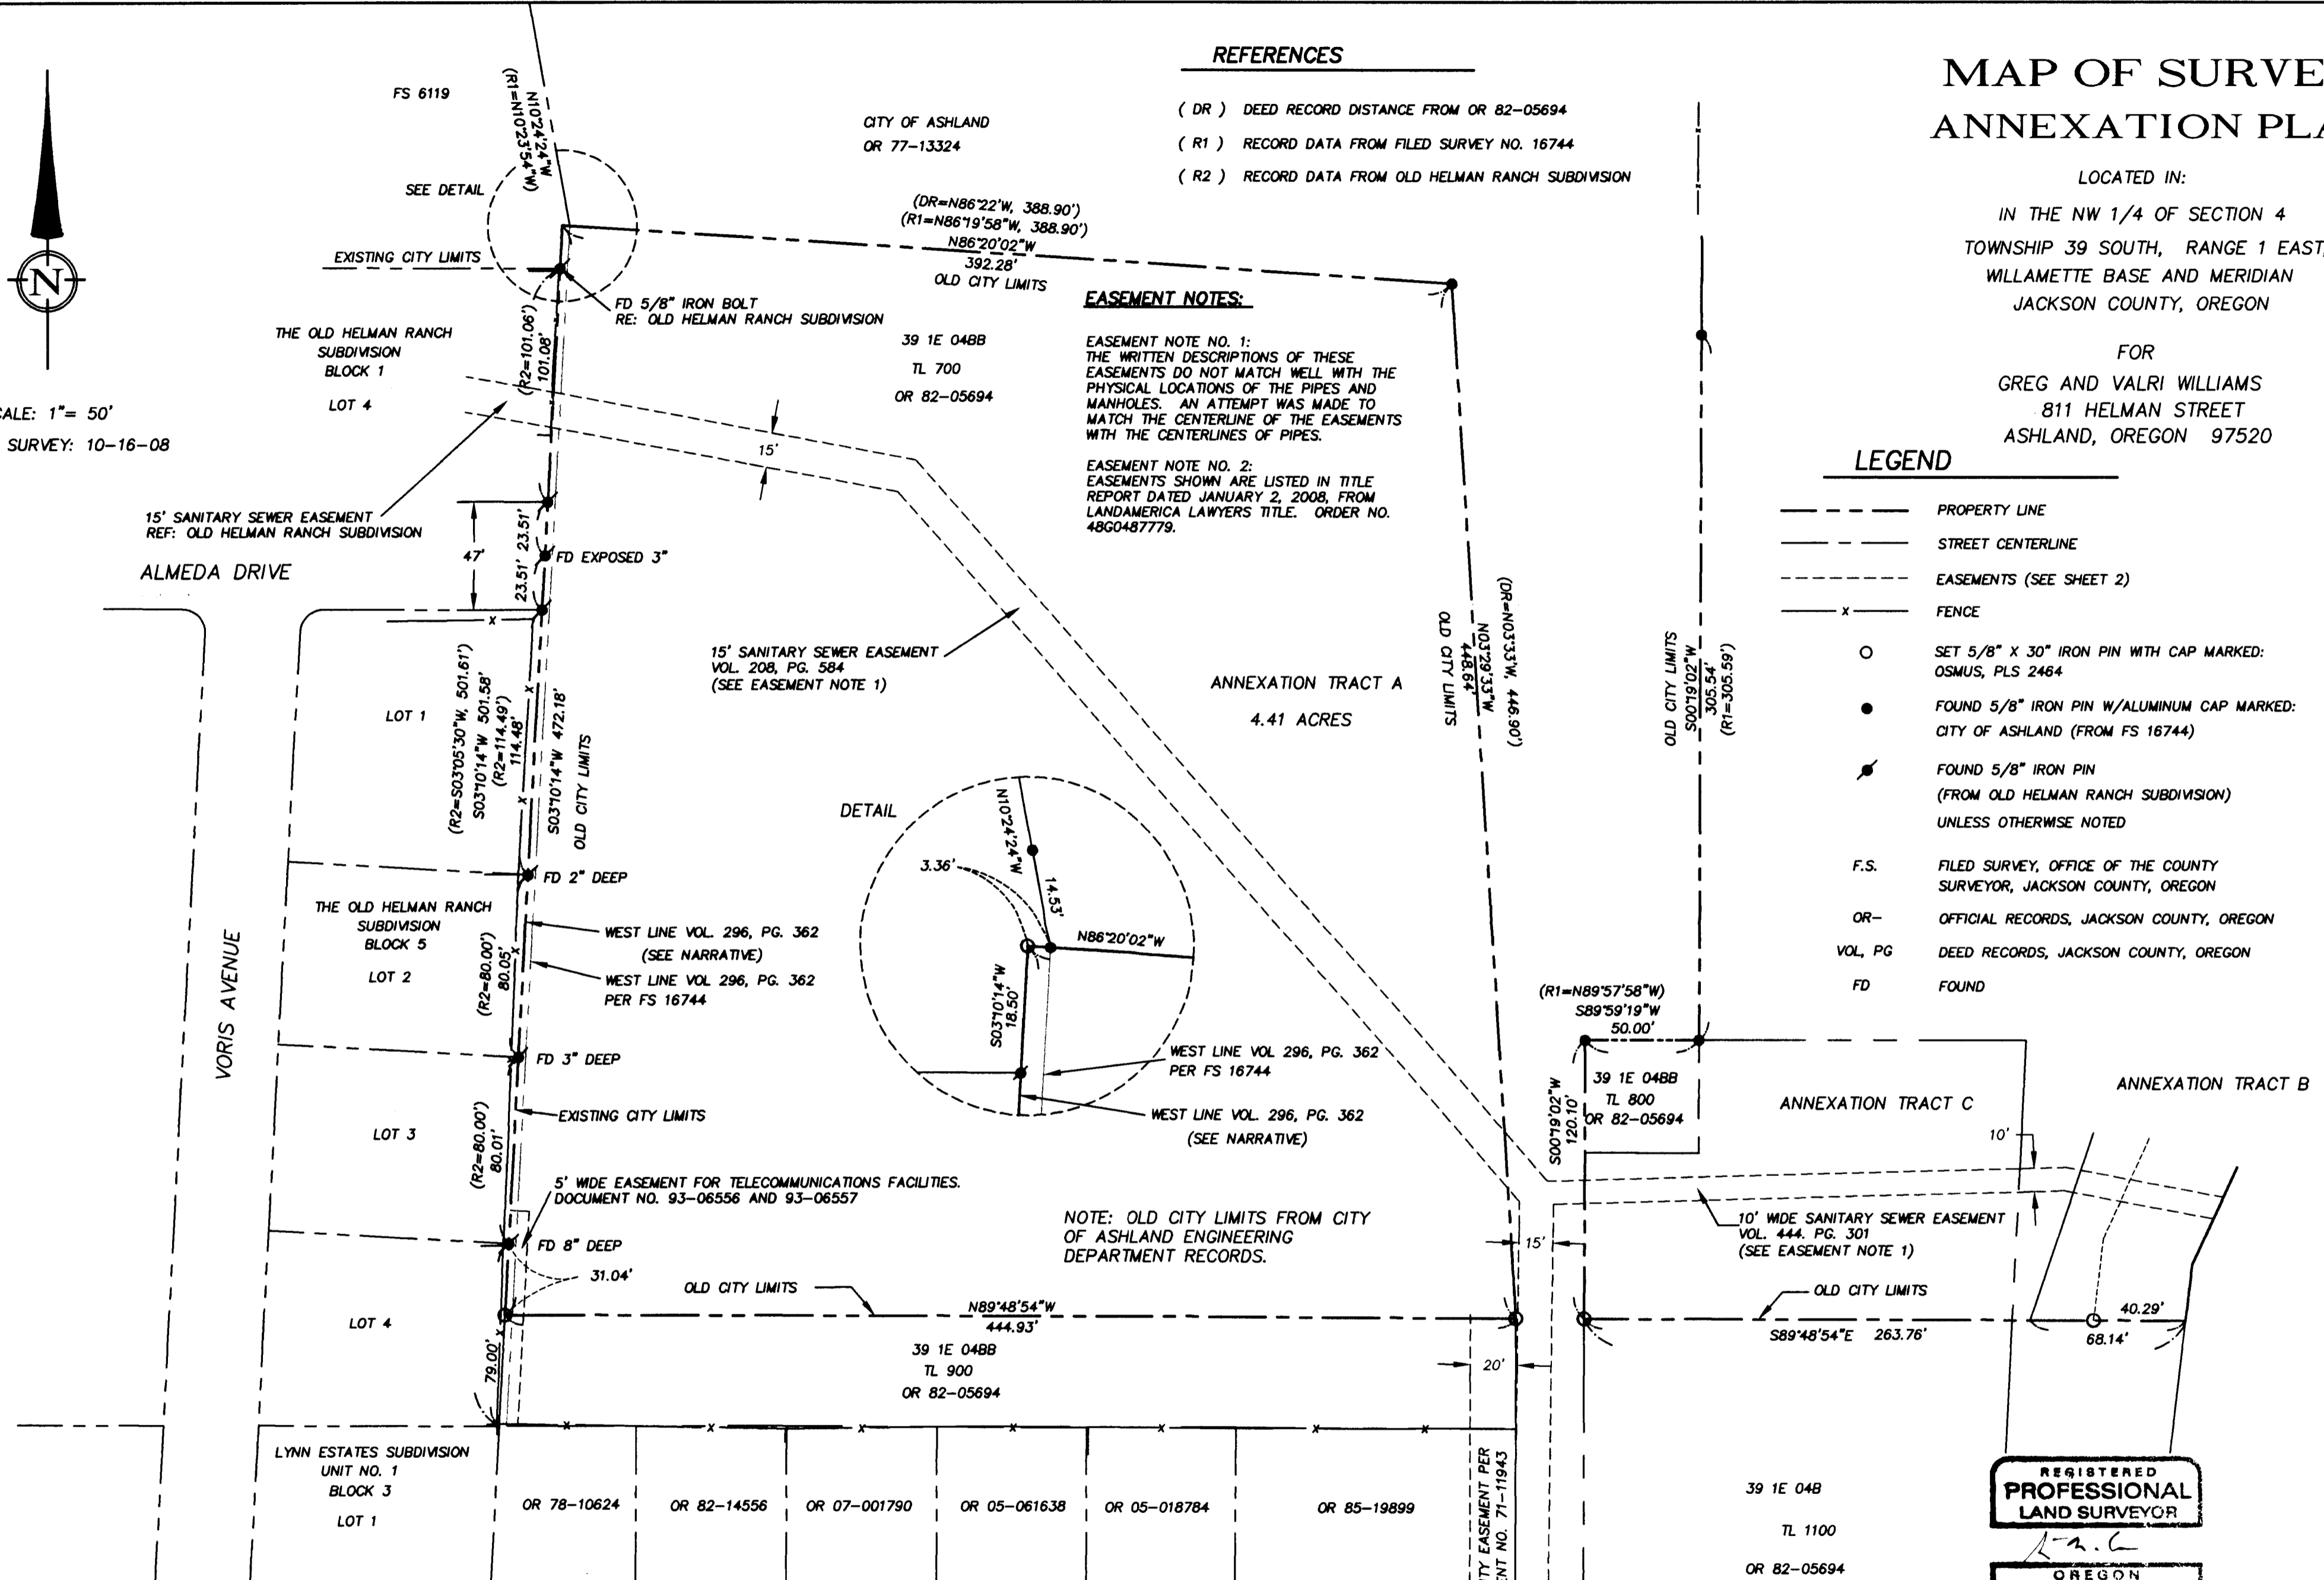 REFERENCES
( DR ) DEED RECORD DISTANCE FROM OR 82-05694
( R1 ) RECORD DATA FROM FILED SURVEY NO. 16744
( R2 ) RECORD DATA FROM OLD HELMAN RANCH SUBDIVISION
MAP OF SURVE
ANNEXATION PLA
LOCATED IN:
IN THE NW 1/4 OF SECTION 4
TOWNSHIP 39 SOUTH, RANGE 1 EAST,
WILLAMETTE BASE AND MERIDIAN
JACKSON COUNTY, OREGON
FOR
GREG AND VALRI WILLIAMS
811 HELMAN STREET
ASHLAND, OREGON 97520
LEGEND
PROPERTY LINE
STREET CENTERLINE
EASEMENTS (SEE SHEET 2)
x FENCE
SET 5/8" X 30" IRON PIN WITH CAP MARKED:
OSMUS, PLS 2464
FOUND 5/8" IRON PIN W/ALUMINUM CAP MARKED:
CITY OF ASHLAND (FROM FS 16744)
FOUND 5/8" IRON PIN
(FROM OLD HELMAN RANCH SUBDIVISION)
UNLESS OTHERWISE NOTED
F.S. FILED SURVEY, OFFICE OF THE COUNTY
SURVEYOR, JACKSON COUNTY, OREGON
OR- OFFICIAL RECORDS, JACKSON COUNTY, OREGON
VOL, PG DEED RECORDS, JACKSON COUNTY, OREGON
FD FOUND
N
CALE: 1"= 50'
SURVEY: 10-16-08
FS 6119
(R1=N10°23'54"W)
N10°24'24"W
CITY OF ASHLAND
OR 77-13324
SEE DETAIL
EXISTING CITY LIMITS
(DR=N86°22'W, 388.90')
(R1=N86°19'58"W, 388.90')
N86°20'02"W
392.28'
OLD CITY LIMITS
FD 5/8" IRON BOLT
RE: OLD HELMAN RANCH SUBDIVISION
EASEMENT NOTES:
EASEMENT NOTE NO. 1:
THE WRITTEN DESCRIPTIONS OF THESE
EASEMENTS DO NOT MATCH WELL WITH THE
PHYSICAL LOCATIONS OF THE PIPES AND
MANHOLES. AN ATTEMPT WAS MADE TO
MATCH THE CENTERLINE OF THE EASEMENTS
WITH THE CENTERLINES OF PIPES.
EASEMENT NOTE NO. 2:
EASEMENTS SHOWN ARE LISTED IN TITLE
REPORT DATED JANUARY 2, 2008, FROM
LANDAMERICA LAWYERS TITLE. ORDER NO.
48G0487779.
THE OLD HELMAN RANCH
SUBDIVISION
BLOCK 1
LOT 4
(R2=101.06')
101.08'
39 1E 04BB
TL 700
OR 82-05694
15'
15' SANITARY SEWER EASEMENT
REF: OLD HELMAN RANCH SUBDIVISION
ALMEDA DRIVE
47'
23.51'
23.51'
FD EXPOSED 3"
15' SANITARY SEWER EASEMENT
VOL. 208, PG. 584
(SEE EASEMENT NOTE 1)
ANNEXATION TRACT A
4.41 ACRES
OLD CITY LIMITS
448.64'
N03°29'33"W
(DR=N03°33'W, 446.90')
OLD CITY LIMITS
S00°19'02"W
305.54'
(R1=305.59')
LOT 1
(R2=S03°05'30"W, 501.61')
S03°10'14"W 501.58'
(R2=114.49')
114.48'
S03°10'14"W 472.18'
OLD CITY LIMITS
FD 2" DEEP
DETAIL
N10°24'24"W
3.36'
14.53'
N86°20'02"W
S03°10'14"W
18.50'
WEST LINE VOL 296, PG. 362
PER FS 16744
WEST LINE VOL. 296, PG. 362
(SEE NARRATIVE)
THE OLD HELMAN RANCH
SUBDIVISION
BLOCK 5
LOT 2
VORIS AVENUE
(R2=80.00')
80.05'
WEST LINE VOL. 296, PG. 362
(SEE NARRATIVE)
WEST LINE VOL 296, PG. 362
PER FS 16744
FD 3" DEEP
EXISTING CITY LIMITS
LOT 3
(R2=80.00')
80.01'
5' WIDE EASEMENT FOR TELECOMMUNICATIONS FACILITIES.
DOCUMENT NO. 93-06556 AND 93-06557
FD 8" DEEP
31.04'
NOTE: OLD CITY LIMITS FROM CITY
OF ASHLAND ENGINEERING
DEPARTMENT RECORDS.
(R1=N89°57'58"W)
S89°59'19"W
50.00'
S00°19'02"W
120.10'
39 1E 04BB
TL 800
OR 82-05694
ANNEXATION TRACT C
ANNEXATION TRACT B
10'
10' WIDE SANITARY SEWER EASEMENT
VOL. 444. PG. 301
(SEE EASEMENT NOTE 1)
15'
OLD CITY LIMITS
S89°48'54"E 263.76'
40.29'
68.14'
OLD CITY LIMITS
N89°48'54"W
444.93'
LOT 4
79.00'
39 1E 04BB
TL 900
OR 82-05694
20'
LYNN ESTATES SUBDIVISION
UNIT NO. 1
BLOCK 3
LOT 1
OR 78-10624
OR 82-14556
OR 07-001790
OR 05-061638
OR 05-018784
OR 85-19899
TY EASEMENT PER
ENT NO. 71-11943
39 1E 04B
TL 1100
OR 82-05694
REGISTERED
PROFESSIONAL
LAND SURVEYOR
OREGON